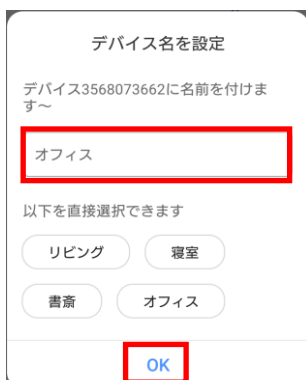 デバイス名を設定
デバイス3568073662に名前を付けま
す～
オフィス
以下を直接選択できます
リビング 寝室
書斎 オフィス
OK